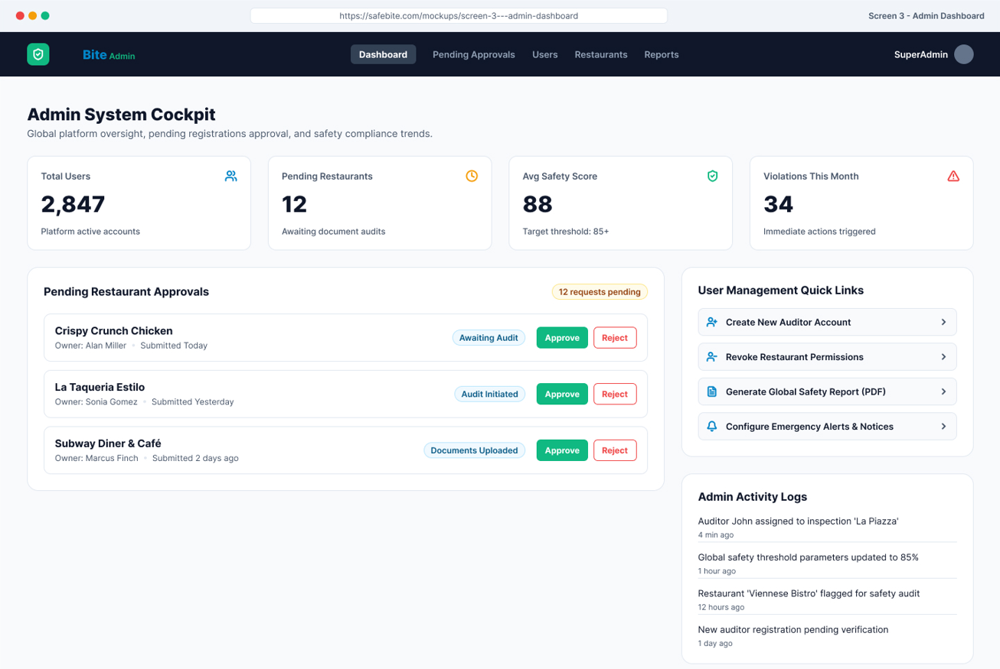 https://safebite.com/mockups/screen-3---admin-dashboard
Screen 3 - Admin Dashboard
Bite Admin
Dashboard
Pending Approvals
Users
Restaurants
Reports
SuperAdmin
Admin System Cockpit
Global platform oversight, pending registrations approval, and safety compliance trends.
Total Users
2,847
Platform active accounts
Pending Restaurants
12
Awaiting document audits
Avg Safety Score
88
Target threshold: 85+
Violations This Month
34
Immediate actions triggered
Pending Restaurant Approvals
12 requests pending
Crispy Crunch Chicken
Owner: Alan Miller • Submitted Today
Awaiting Audit
Approve
Reject
La Taqueria Estilo
Owner: Sonia Gomez • Submitted Yesterday
Audit Initiated
Approve
Reject
Subway Diner & Café
Owner: Marcus Finch • Submitted 2 days ago
Documents Uploaded
Approve
Reject
User Management Quick Links
Create New Auditor Account
Revoke Restaurant Permissions
Generate Global Safety Report (PDF)
Configure Emergency Alerts & Notices
Admin Activity Logs
Auditor John assigned to inspection 'La Piazza'
4 min ago
Global safety threshold parameters updated to 85%
1 hour ago
Restaurant 'Viennese Bistro' flagged for safety audit
12 hours ago
New auditor registration pending verification
1 day ago